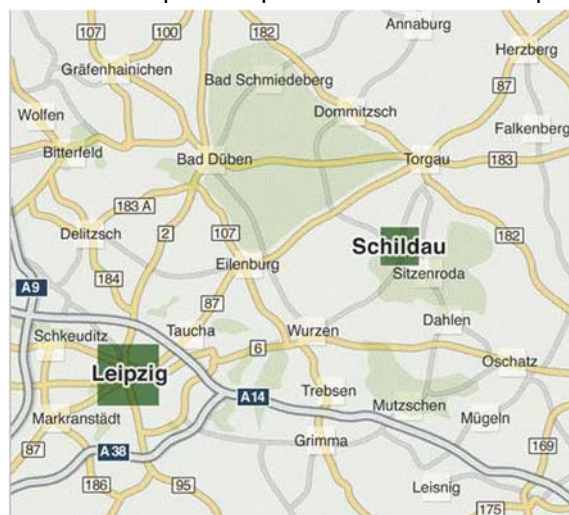 Annaburg
107
100
182
Herzberg
Gräfenhainichen
Bad Schmiedeberg
87
Wolfen
Dommitzsch
Falkenberg
Bitterfeld
Bad Düben
Torgau
183
183 A
Delitzsch
2
107
Schildau
182
Eilenburg
Sitzenroda
A9
184
87
Schkeuditz
Taucha
Wurzen
Dahlen
6
Oschatz
Leipzig
Trebsen
A14
Mutzschen
Mügeln
Markranstädt
Grimma
87
A38
169
186
95
Leisnig
175